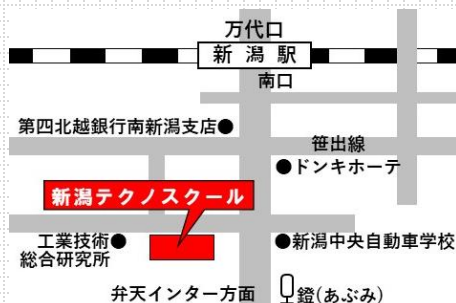 万代口
新潟駅
南口
第四北越銀行南新潟支店●
笹出線
●ドンキホーテ
新潟テクノスクール
工業技術●
総合研究所
●新潟中央自動車学校
弁天インター方面
鐙(あぶみ)